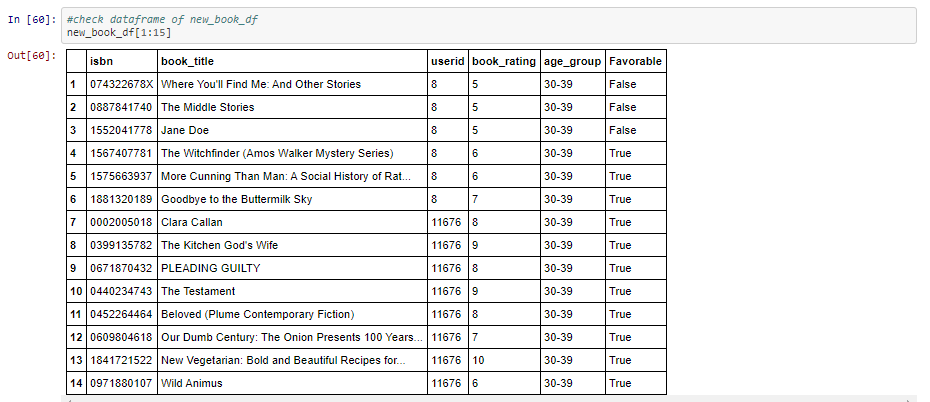 In [60]: #check dataframe of new_book_df
new_book_df[1:15]
Out[60]:
isbn book_title userid book_rating age_group Favorable
1 074322678X Where You'll Find Me: And Other Stories 8 5 30-39 False
2 0887841740 The Middle Stories 8 5 30-39 False
3 1552041778 Jane Doe 8 5 30-39 False
4 1567407781 The Witchfinder (Amos Walker Mystery Series) 8 6 30-39 True
5 1575663937 More Cunning Than Man: A Social History of Rat... 8 6 30-39 True
6 1881320189 Goodbye to the Buttermilk Sky 8 7 30-39 True
7 0002005018 Clara Callan 11676 8 30-39 True
8 0399135782 The Kitchen God's Wife 11676 9 30-39 True
9 0671870432 PLEADING GUILTY 11676 8 30-39 True
10 0440234743 The Testament 11676 9 30-39 True
11 0452264464 Beloved (Plume Contemporary Fiction) 11676 8 30-39 True
12 0609804618 Our Dumb Century: The Onion Presents 100 Years... 11676 7 30-39 True
13 1841721522 New Vegetarian: Bold and Beautiful Recipes for... 11676 10 30-39 True
14 0971880107 Wild Animus 11676 6 30-39 True